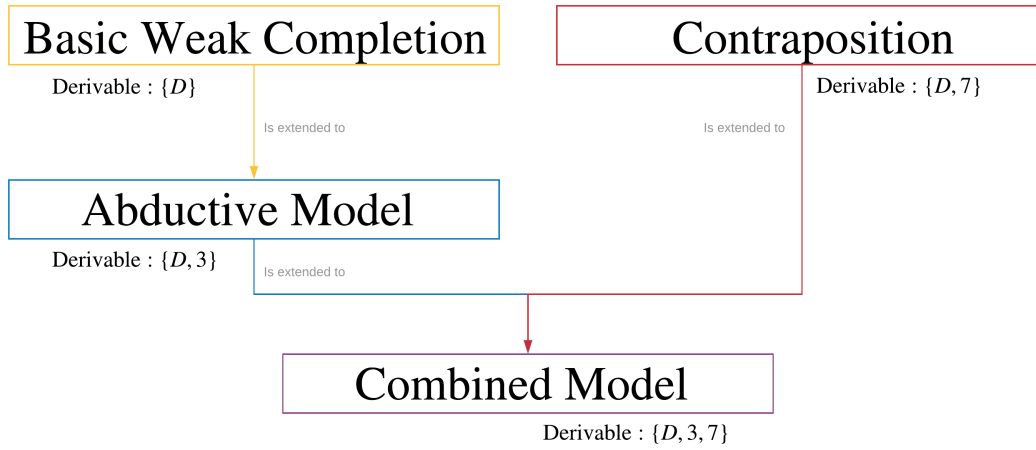 Basic Weak Completion
Contraposition
Derivable : {D}
Derivable : {D, 7}
Is extended to
Is extended to
Abductive Model
Derivable : {D, 3}
Is extended to
Combined Model
Derivable : {D, 3, 7}